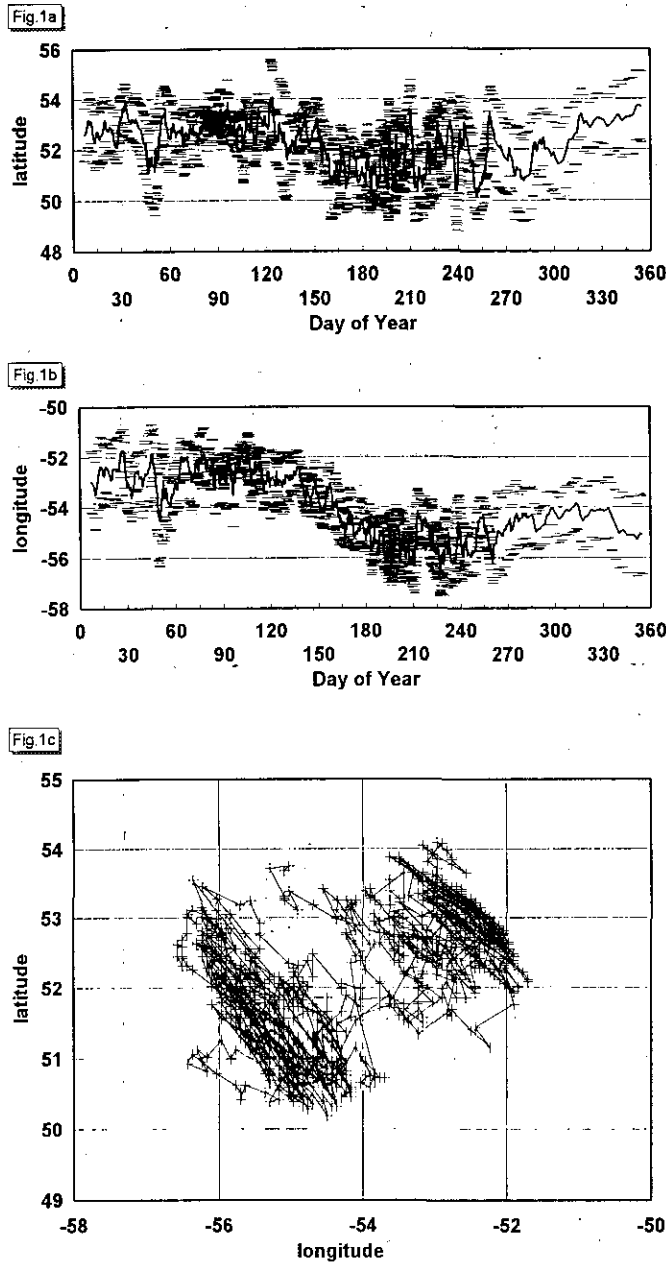 Fig.1a
56
54
52
50
48
latitude
0 60 120 180 240 300 360
30 90 150 210 270 330
Day of Year
Fig.1b
-50
-52
-54
-56
-58
longitude
0 60 120 180 240 300 360
30 90 150 210 270 330
Day of Year
Fig.1c
55
54
53
52
51
50
49
latitude
-58 -56 -54 -52 -50
longitude